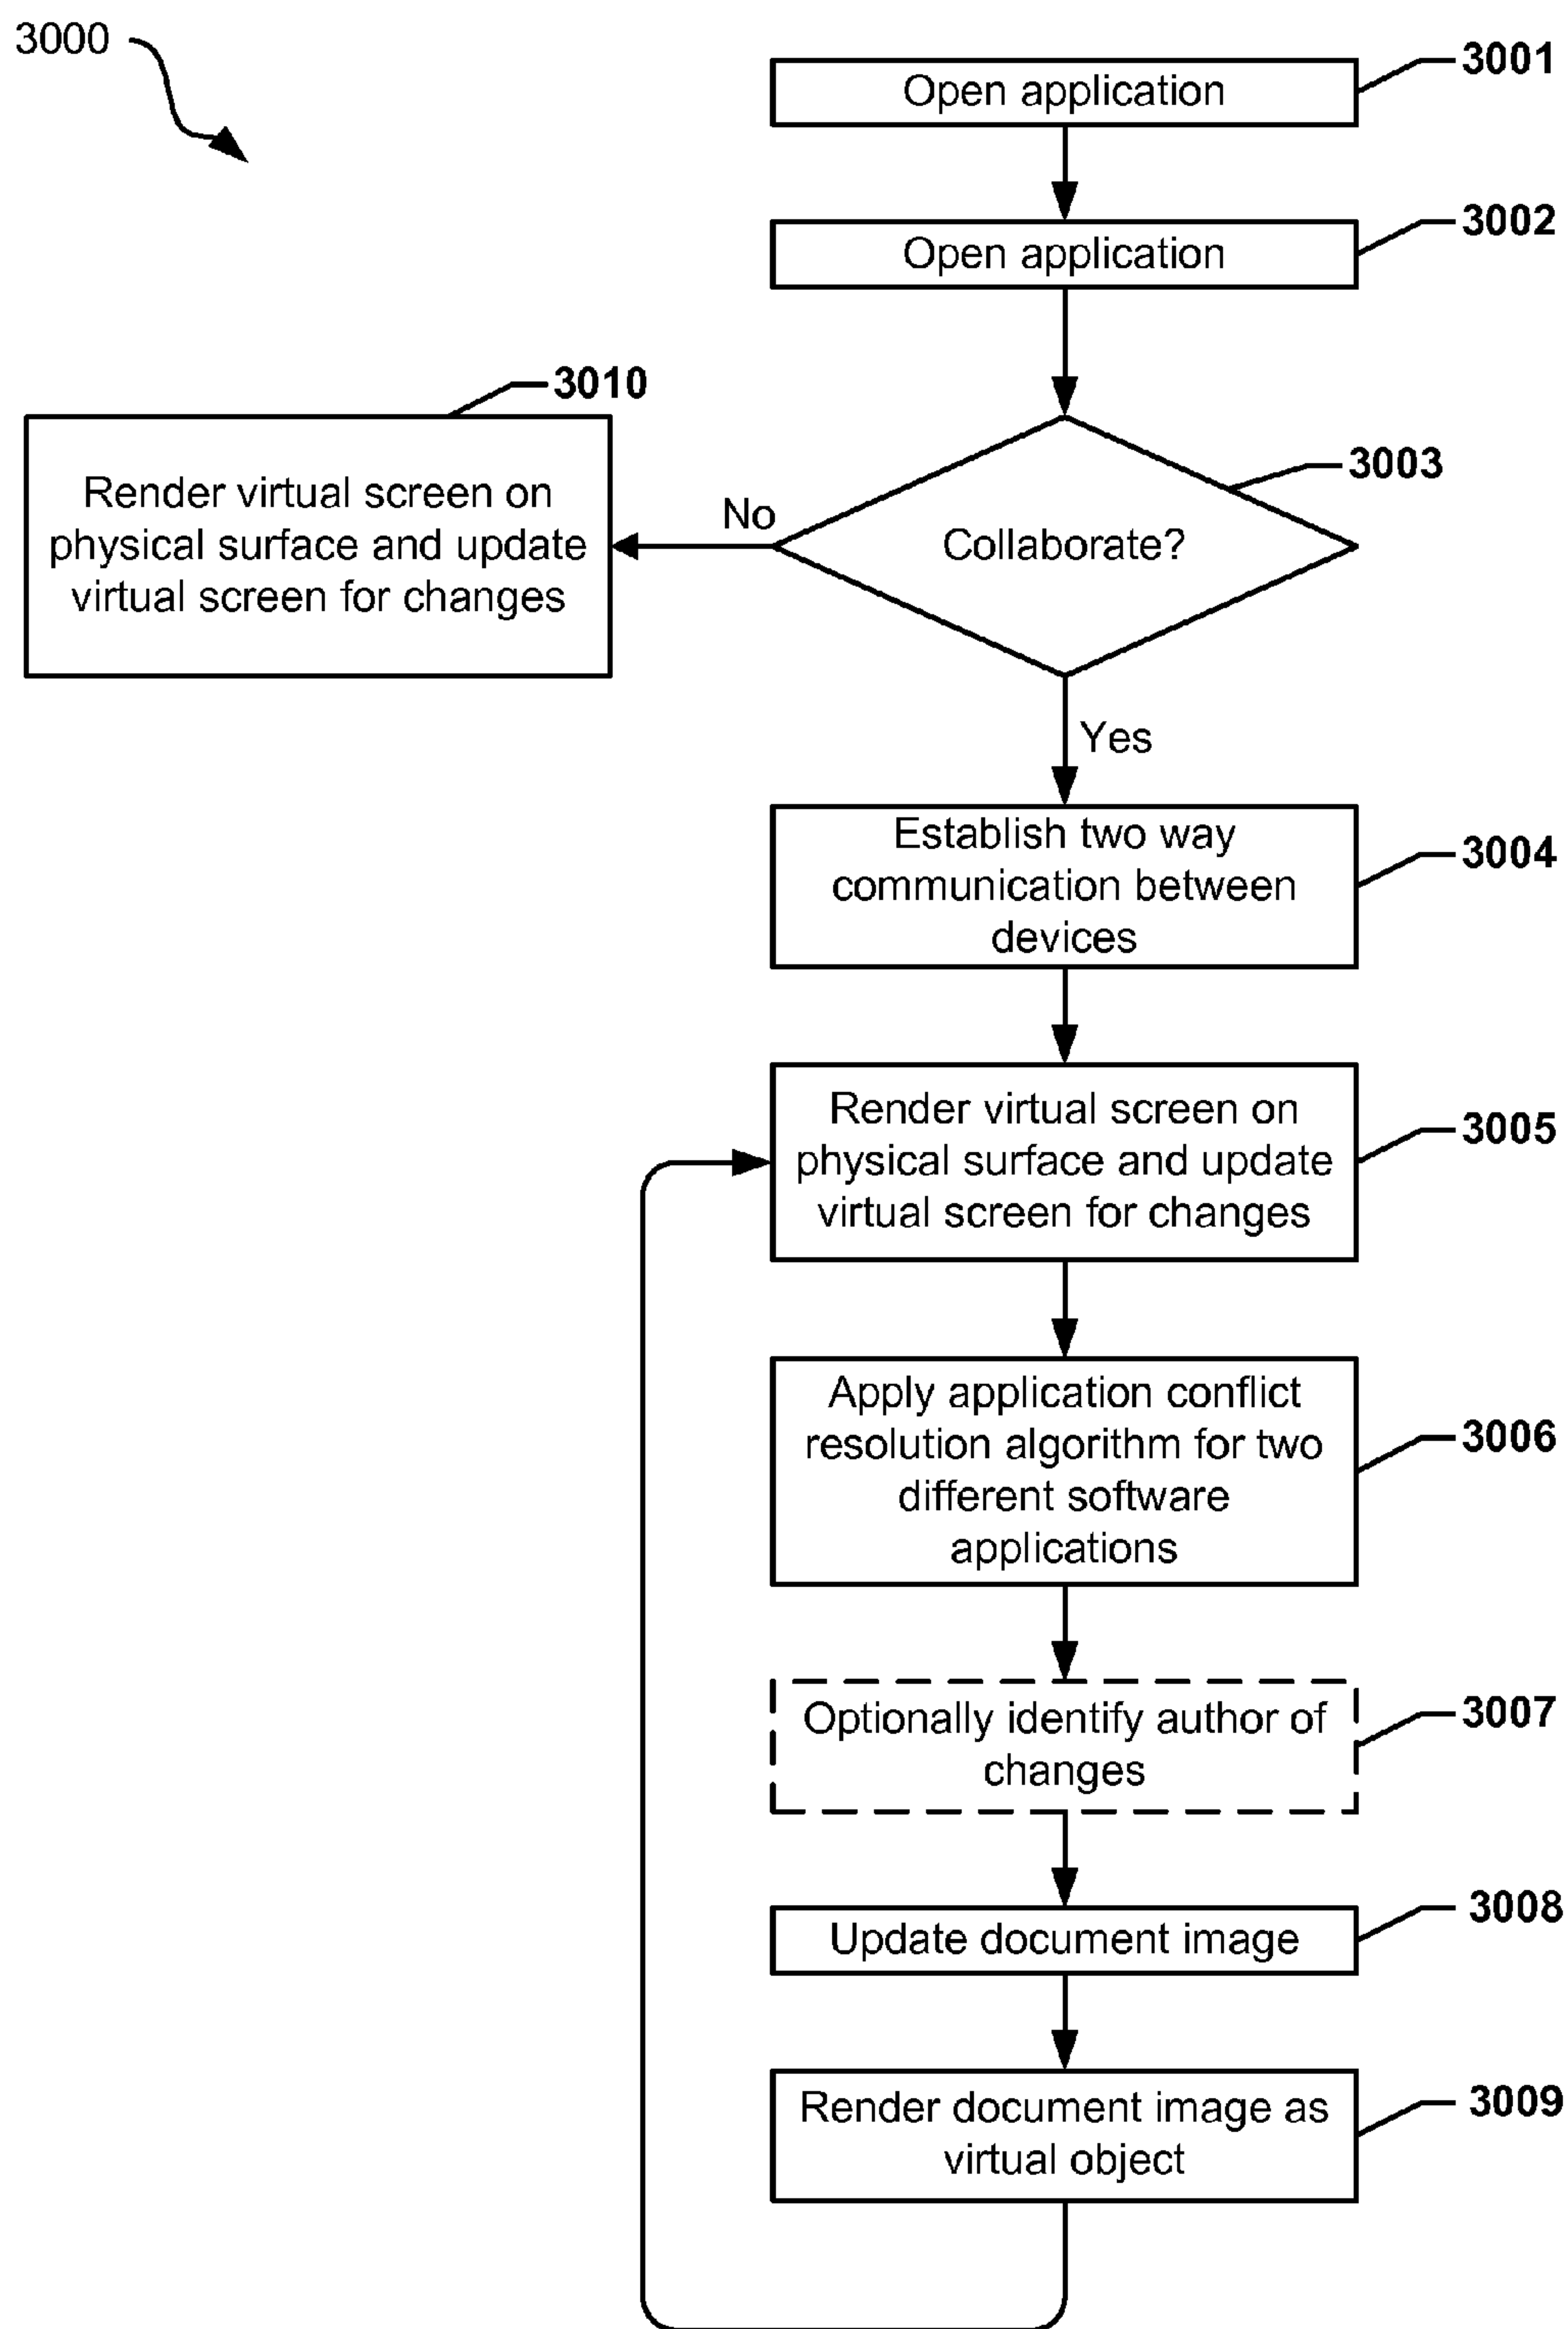 3000
3001
Open application
3002
Open application
3010
Render virtual screen on
physical surface and update
virtual screen for changes
No
3003
Collaborate?
Yes
Establish two way
communication between
devices
3004
Render virtual screen on
physical surface and update
virtual screen for changes
3005
Apply application conflict
resolution algorithm for two
different software
applications
3006
Optionally identify author of
changes
3007
3008
Update document image
Render document image as
virtual object
3009